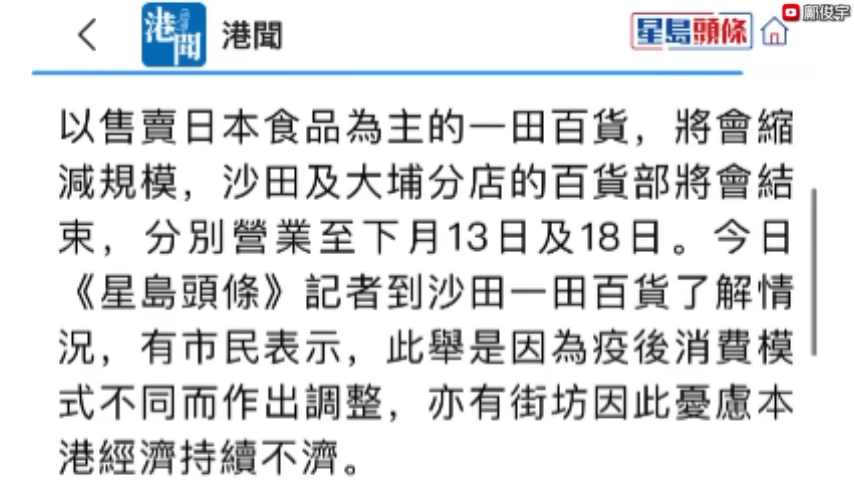 港聞
港聞
星島頭條
鄺俊宇
以售賣日本食品為主的一田百貨，將會縮
減規模，沙田及大埔分店的百貨部將會結
束，分別營業至下月13日及18日。今日
《星島頭條》記者到沙田一田百貨了解情
況，有市民表示，此舉是因為疫後消費模
式不同而作出調整，亦有街坊因此憂慮本
港經濟持續不濟。